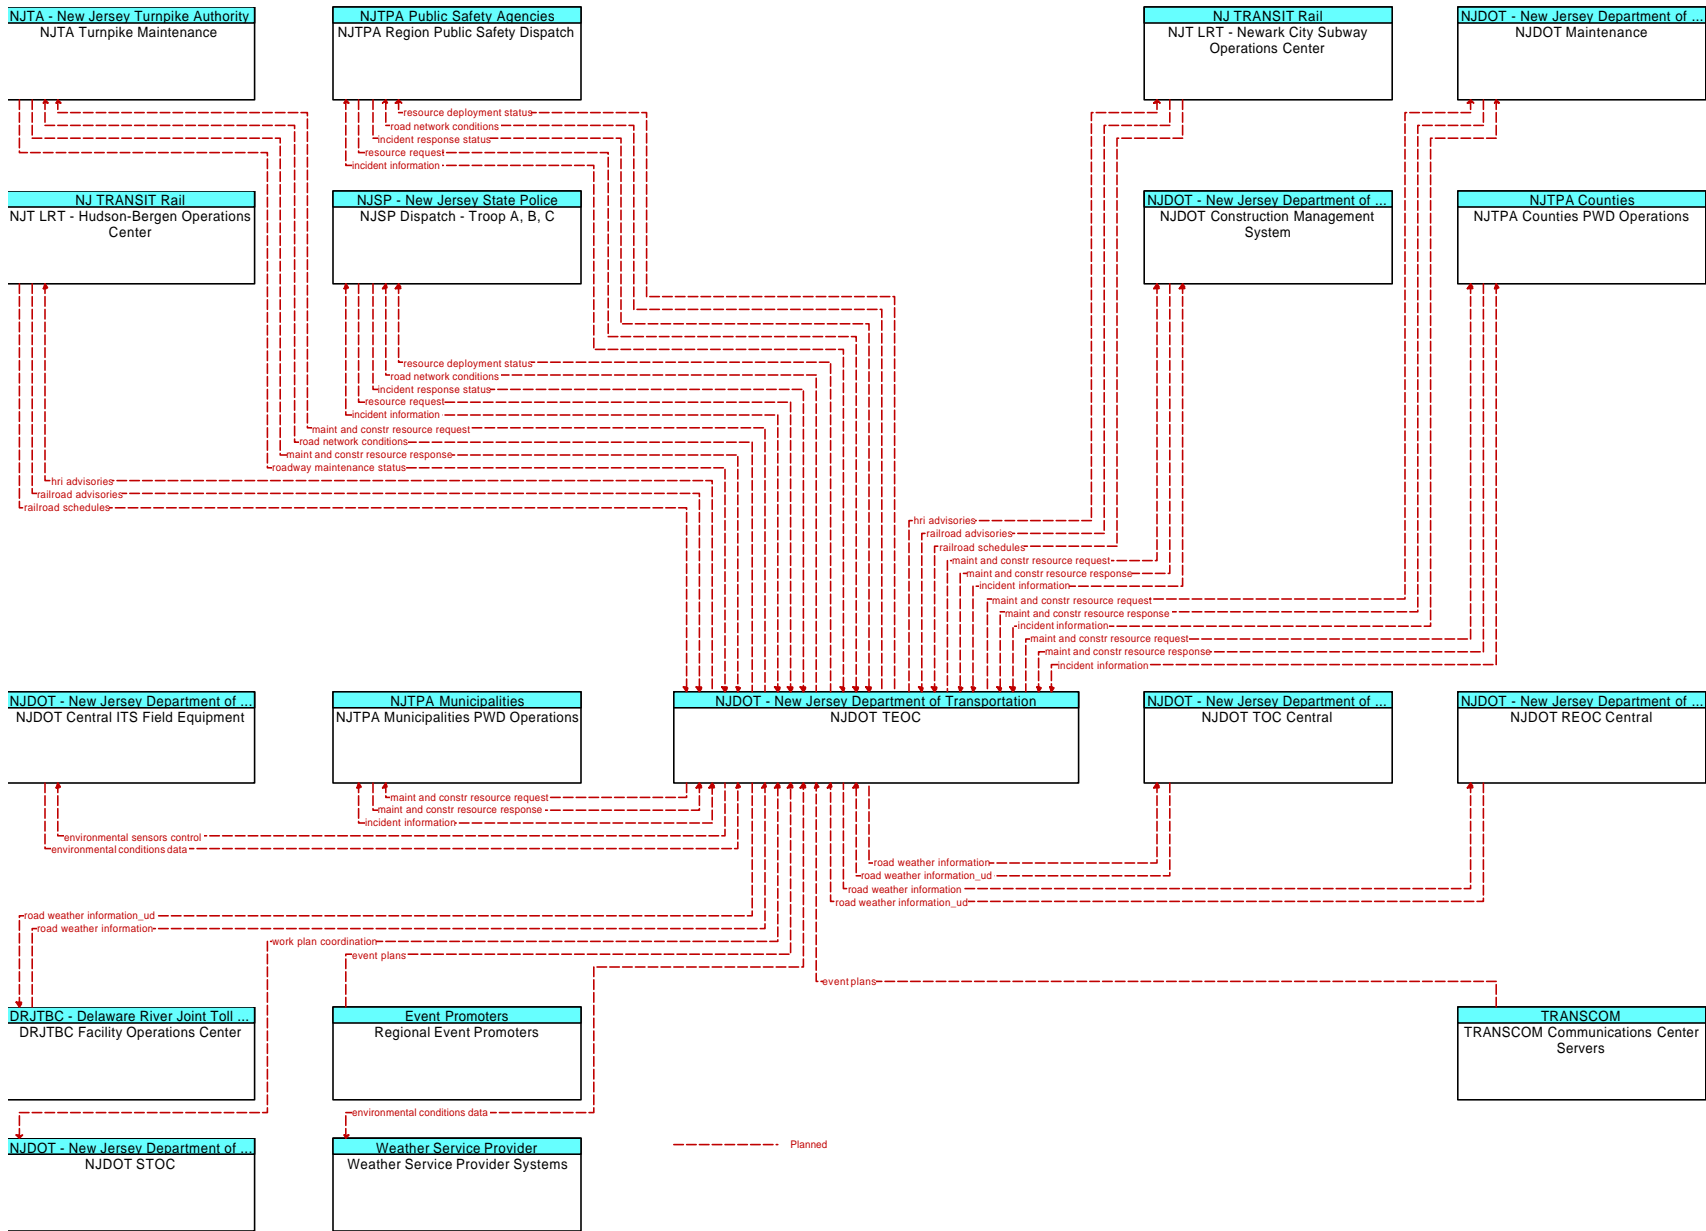 NJTA - New Jersey Turnpike Authority
NJTA Turnpike Maintenance
NJTPA Public Safety Agencies
NJTPA Region Public Safety Dispatch
NJ TRANSIT Rail
NJT LRT - Newark City Subway
Operations Center
NJDOT - New Jersey Department of ...
NJDOT Maintenance
resource deployment status
road network conditions
incident response status
resource request
incident information
NJ TRANSIT Rail
NJT LRT - Hudson-Bergen Operations
Center
NJSP - New Jersey State Police
NJSP Dispatch - Troop A, B, C
NJDOT - New Jersey Department of ...
NJDOT Construction Management
System
NJTPA Counties
NJTPA Counties PWD Operations
resource deployment status
road network conditions
incident response status
resource request
incident information
maint and constr resource request
road network conditions
maint and constr resource response
roadway maintenance status
hri advisories
railroad advisories
railroad schedules
hri advisories
railroad advisories
railroad schedules
maint and constr resource request
maint and constr resource response
incident information
maint and constr resource request
maint and constr resource response
incident information
maint and constr resource request
maint and constr resource response
incident information
NJDOT - New Jersey Department of ...
NJDOT Central ITS Field Equipment
NJTPA Municipalities
NJTPA Municipalities PWD Operations
NJDOT - New Jersey Department of Transportation
NJDOT TEOC
NJDOT - New Jersey Department of ...
NJDOT TOC Central
NJDOT - New Jersey Department of ...
NJDOT REOC Central
maint and constr resource request
maint and constr resource response
incident information
environmental sensors control
environmental conditions data
road weather information
road weather information_ud
road weather information
road weather information_ud
road weather information_ud
road weather information
work plan coordination
event plans
event plans
DRJTBC - Delaware River Joint Toll ...
DRJTBC Facility Operations Center
Event Promoters
Regional Event Promoters
TRANSCOM
TRANSCOM Communications Center
Servers
environmental conditions data
NJDOT - New Jersey Department of ...
NJDOT STOC
Weather Service Provider
Weather Service Provider Systems
Planned